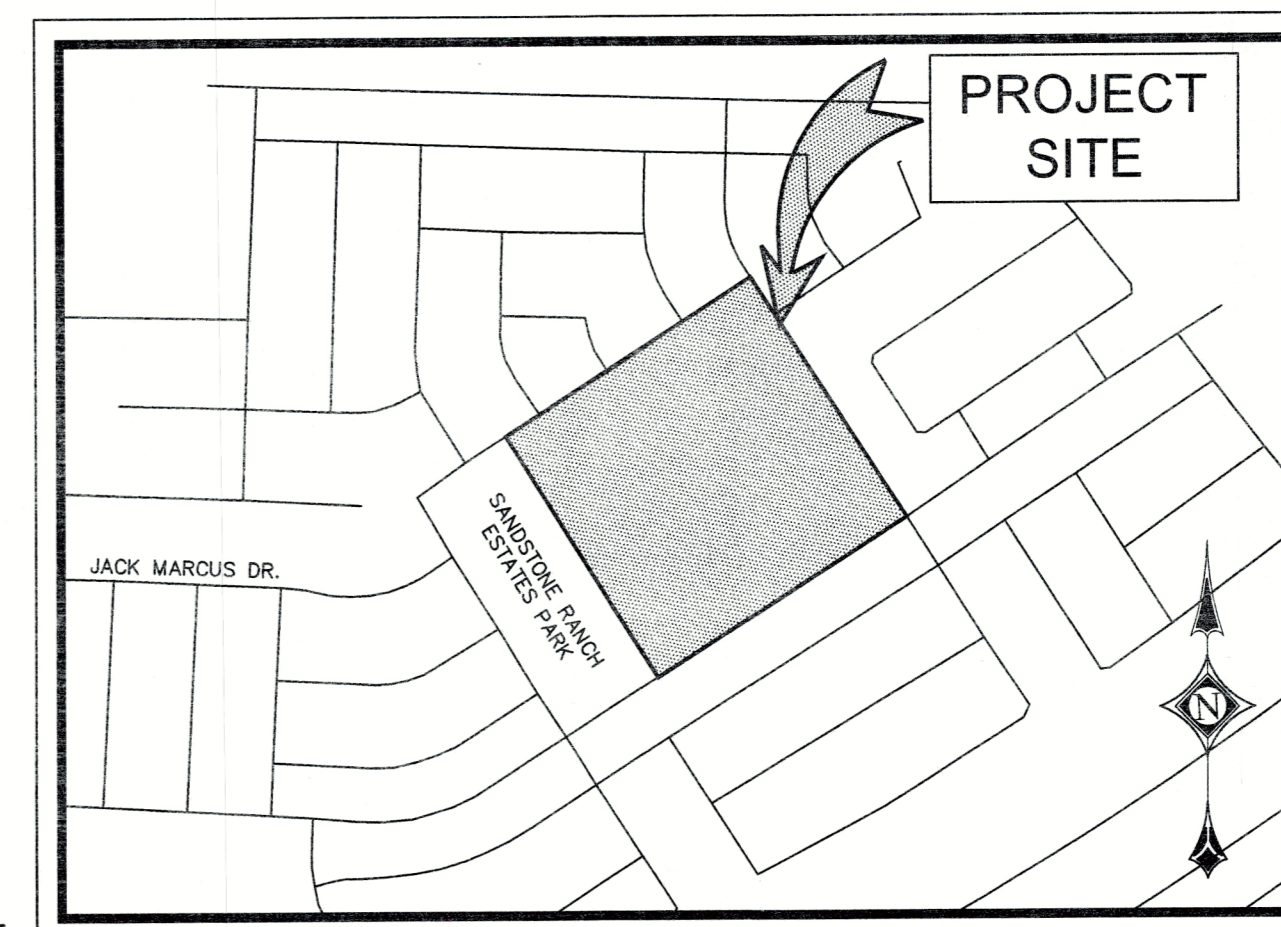 PROJECT
SITE
SANDSTONE RANCH
ESTATES PARK
JACK MARCUS DR.
N